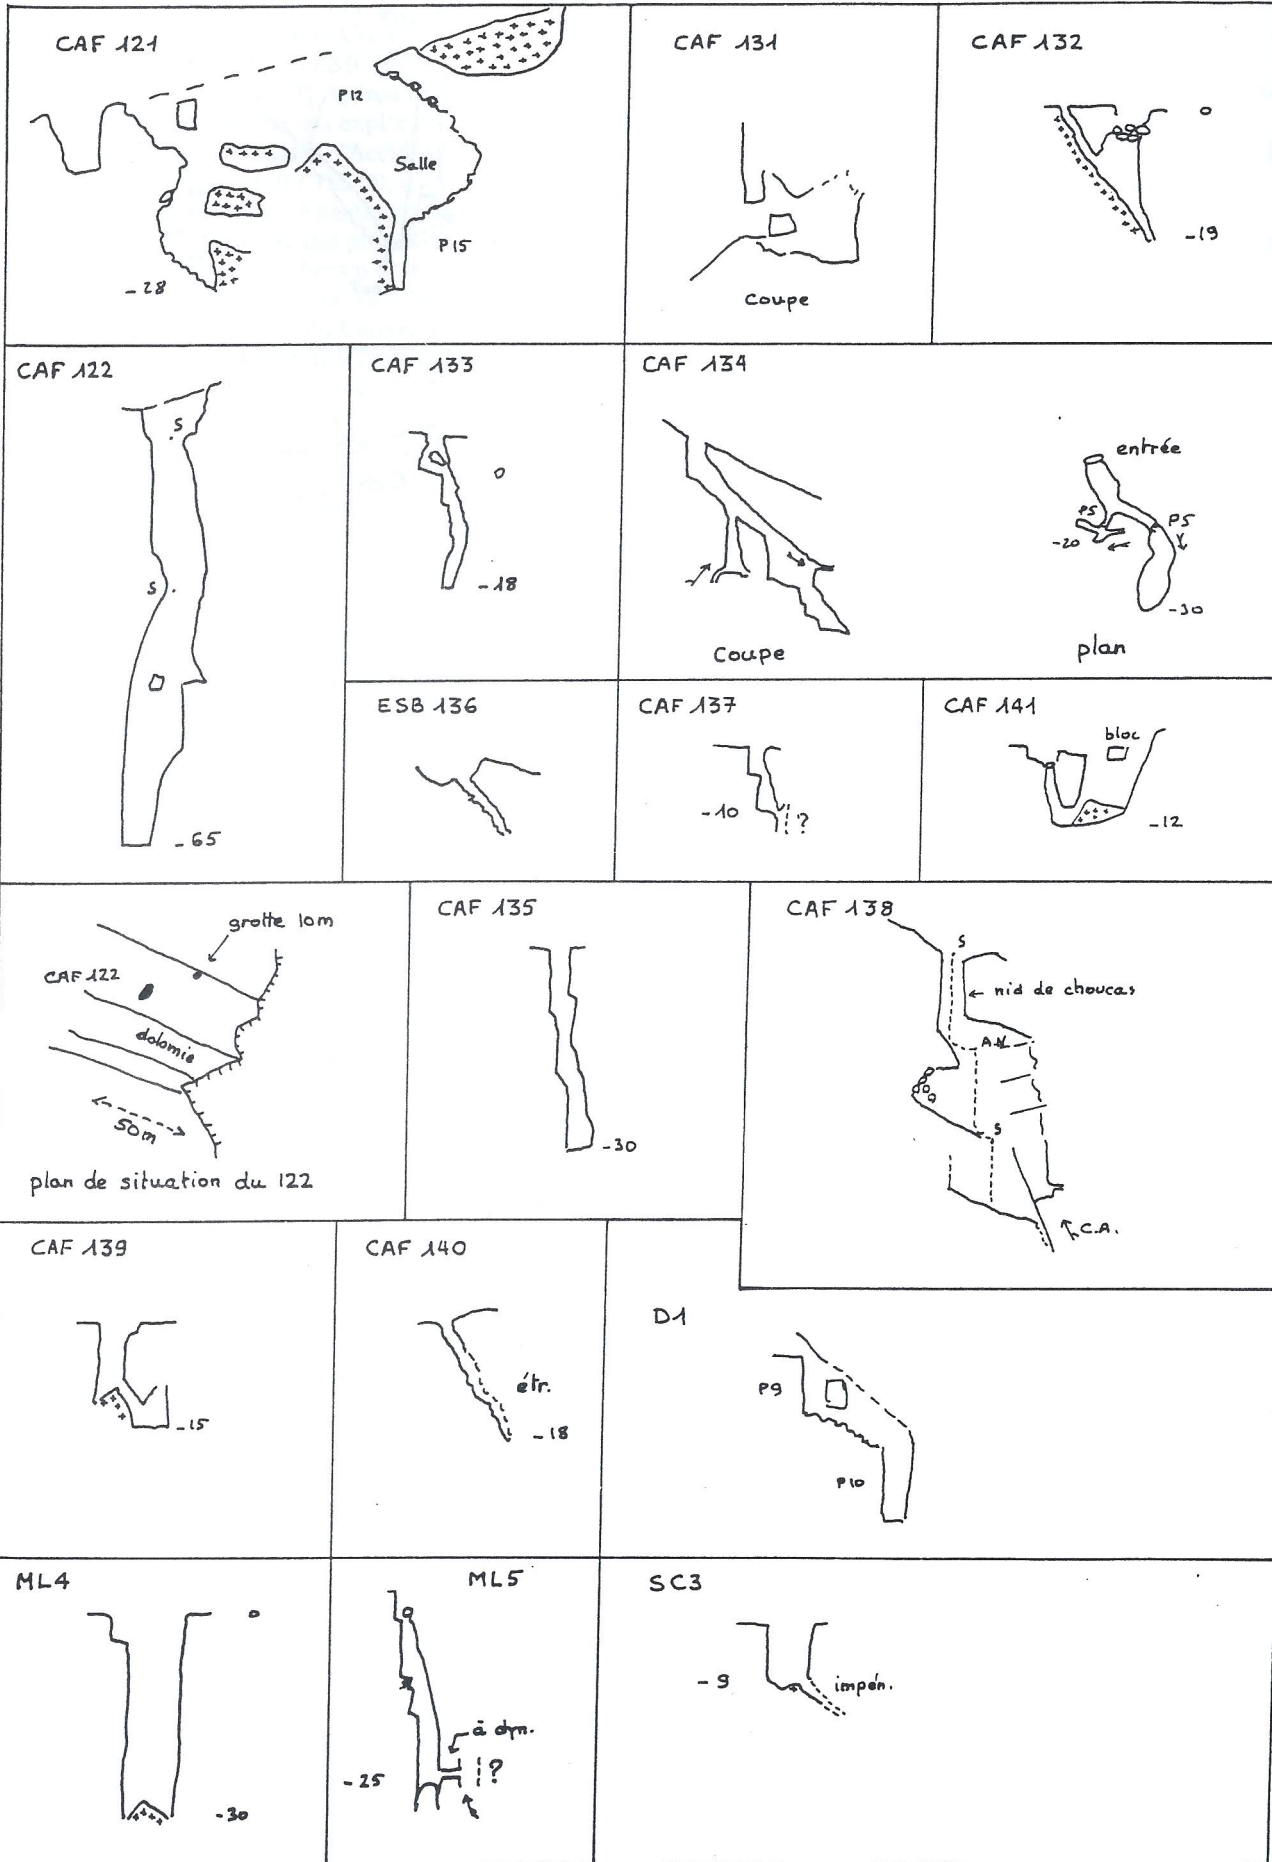 CAF 121
P12
Salle
P15
-28
CAF 131
Coupe
CAF 132
-19
CAF 122
S
S
-65
CAF 133
-18
CAF 134
Coupe
entrée
P5
P5
-20
-30
plan
ESB 136
CAF 137
-10
?
CAF 141
bloc
-12
grotte 10m
CAF 122
dolomie
50m
plan de situation du 122
CAF 135
-30
CAF 138
S
nid de choucas
A.N
S
C.A.
CAF 139
-15
CAF 140
étr.
-18
D1
P9
P10
ML4
-30
ML5
à dyn.
-25
?
SC3
-9
impén.